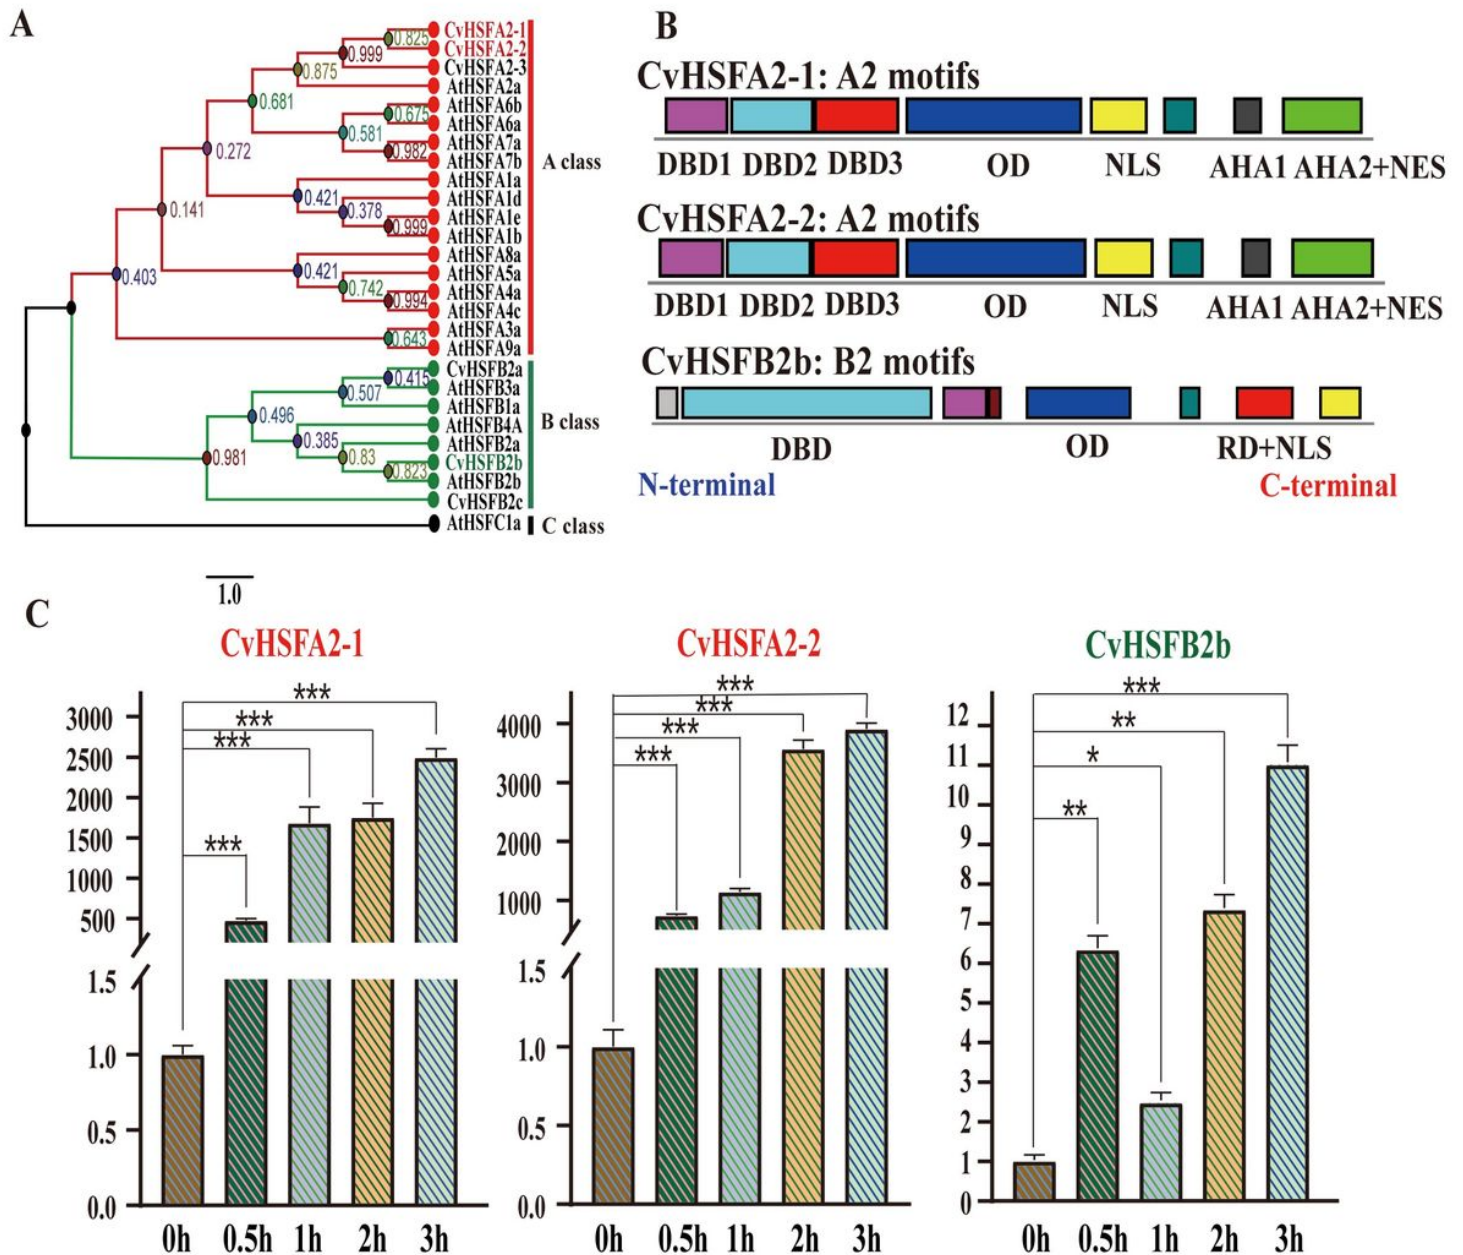 A
CvHSFA2-1
0.825
CvHSFA2-2
0.999
CvHSFA2-3
0.875
AtHSFA2a
0.681
AtHSFA6b
0.675
AtHSFA6a
0.581
AtHSFA7a
0.982
AtHSFA7b
0.272
A class
AtHSFA1a
0.421
AtHSFA1d
0.378
0.141
AtHSFA1e
0.999
AtHSFA1b
AtHSFA8a
0.421
AtHSFA5a
0.403
0.742
AtHSFA4a
0.994
AtHSFA4c
AtHSFA3a
0.643
AtHSFA9a
CvHSFB2a
0.415
AtHSFB3a
0.507
AtHSFB1a
0.496
AtHSFB4A
B class
0.385
AtHSFB2a
0.83
0.981
CvHSFB2b
0.823
AtHSFB2b
CvHSFB2c
AtHSFC1a
C class
1.0
B
CvHSFA2-1: A2 motifs
DBD1 DBD2 DBD3 OD NLS AHA1 AHA2+NES
CvHSFA2-2: A2 motifs
DBD1 DBD2 DBD3 OD NLS AHA1 AHA2+NES
CvHSFB2b: B2 motifs
DBD OD RD+NLS
N-terminal C-terminal
C
CvHSFA2-1
3000
2500
2000
1500
1000
500
1.5
1.0
0.5
0.0
***
***
***
***
0h 0.5h 1h 2h 3h
CvHSFA2-2
4000
3000
2000
1000
1.5
1.0
0.5
0.0
***
***
***
***
0h 0.5h 1h 2h 3h
CvHSFB2b
12
11
10
9
8
7
6
5
4
3
2
1
0
***
**
*
**
0h 0.5h 1h 2h 3h